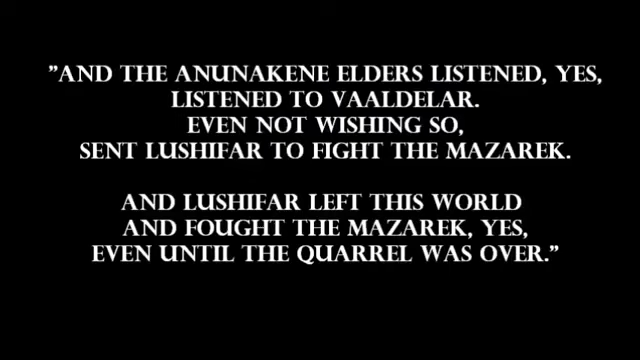 "AND THE ANUNAKENE ELDERS LISTENED, YES,
LISTENED TO VAALDELAR.
EVEN NOT WISHING SO,
SENT LUSHIFAR TO FIGHT THE MAZAREK.
AND LUSHIFAR LEFT THIS WORLD
AND FOUGHT THE MAZAREK, YES,
EVEN UNTIL THE QUARREL WAS OVER."